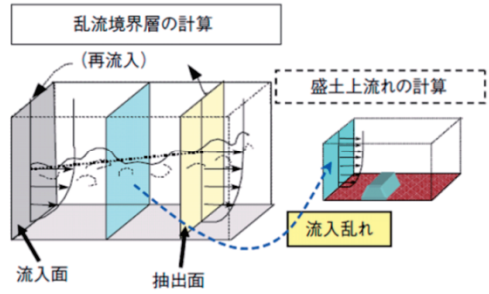 乱流境界層の計算
(再流入)
盛土上流れの計算
流入乱れ
流入面
抽出面